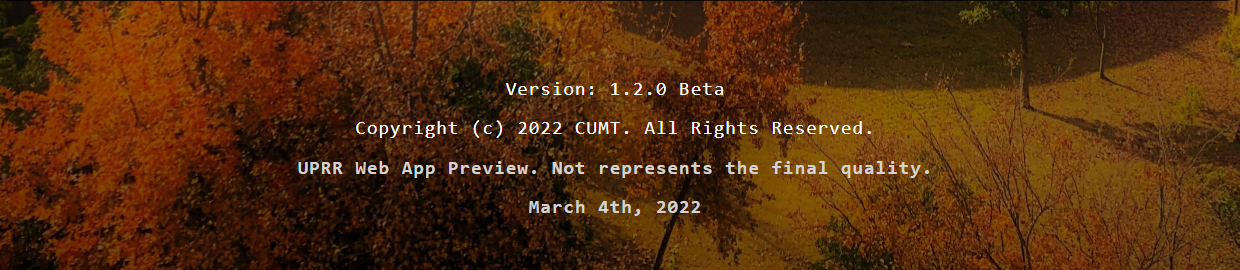 Version: 1.2.0 Beta
Copyright (c) 2022 CUMT. All Rights Reserved.
UPRR Web App Preview. Not represents the final quality.
March 4th, 2022